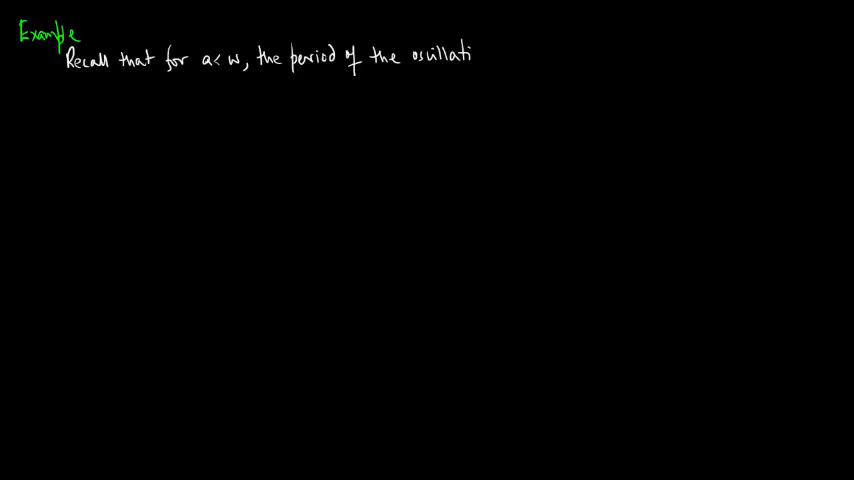 Example
Recall that for a < w, the period of the oscillati